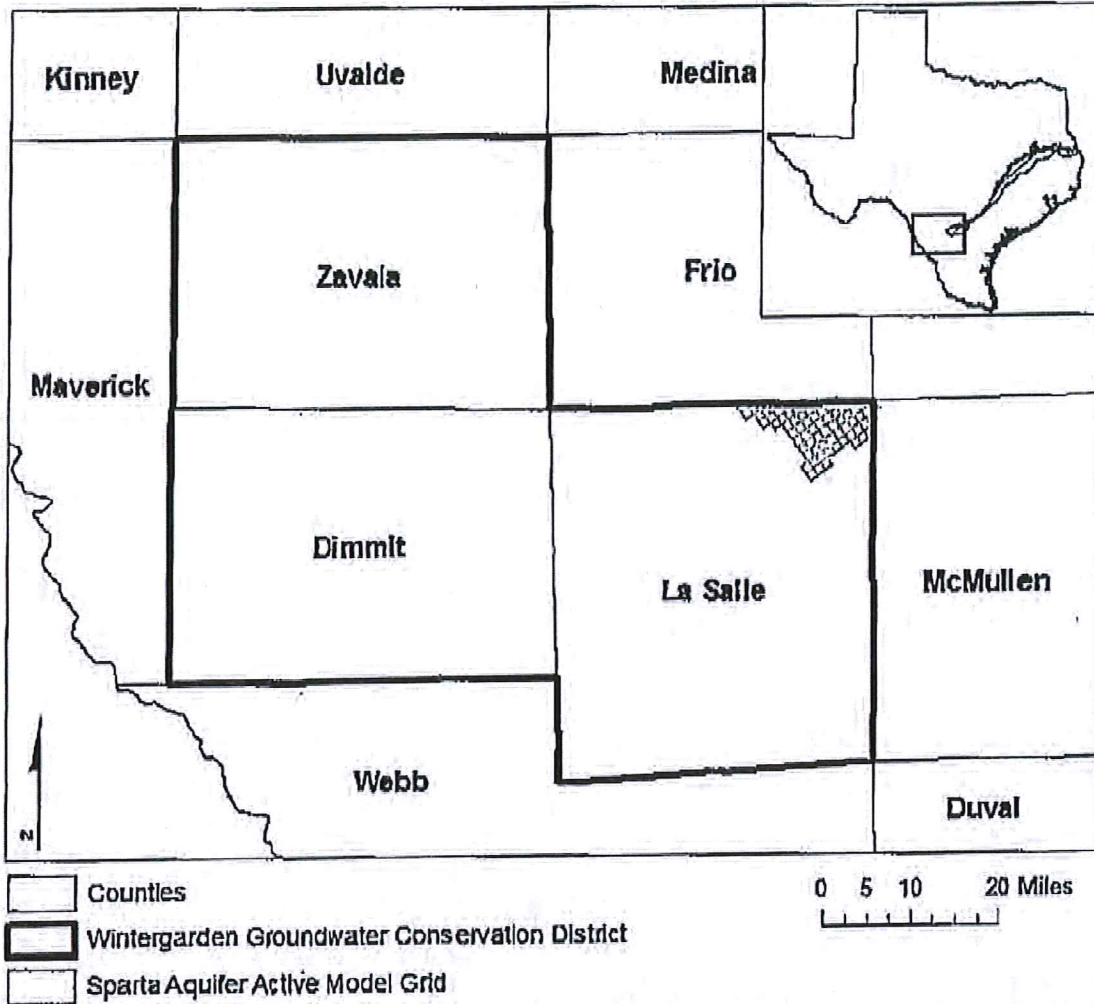 Kinney
Uvalde
Medina
Zavala
Frio
Maverick
Dimmit
La Salle
McMullen
Webb
Duval
N
Counties
0 5 10 20 Miles
Wintergarden Groundwater Conservation District
Sparta Aquifer Active Model Grid